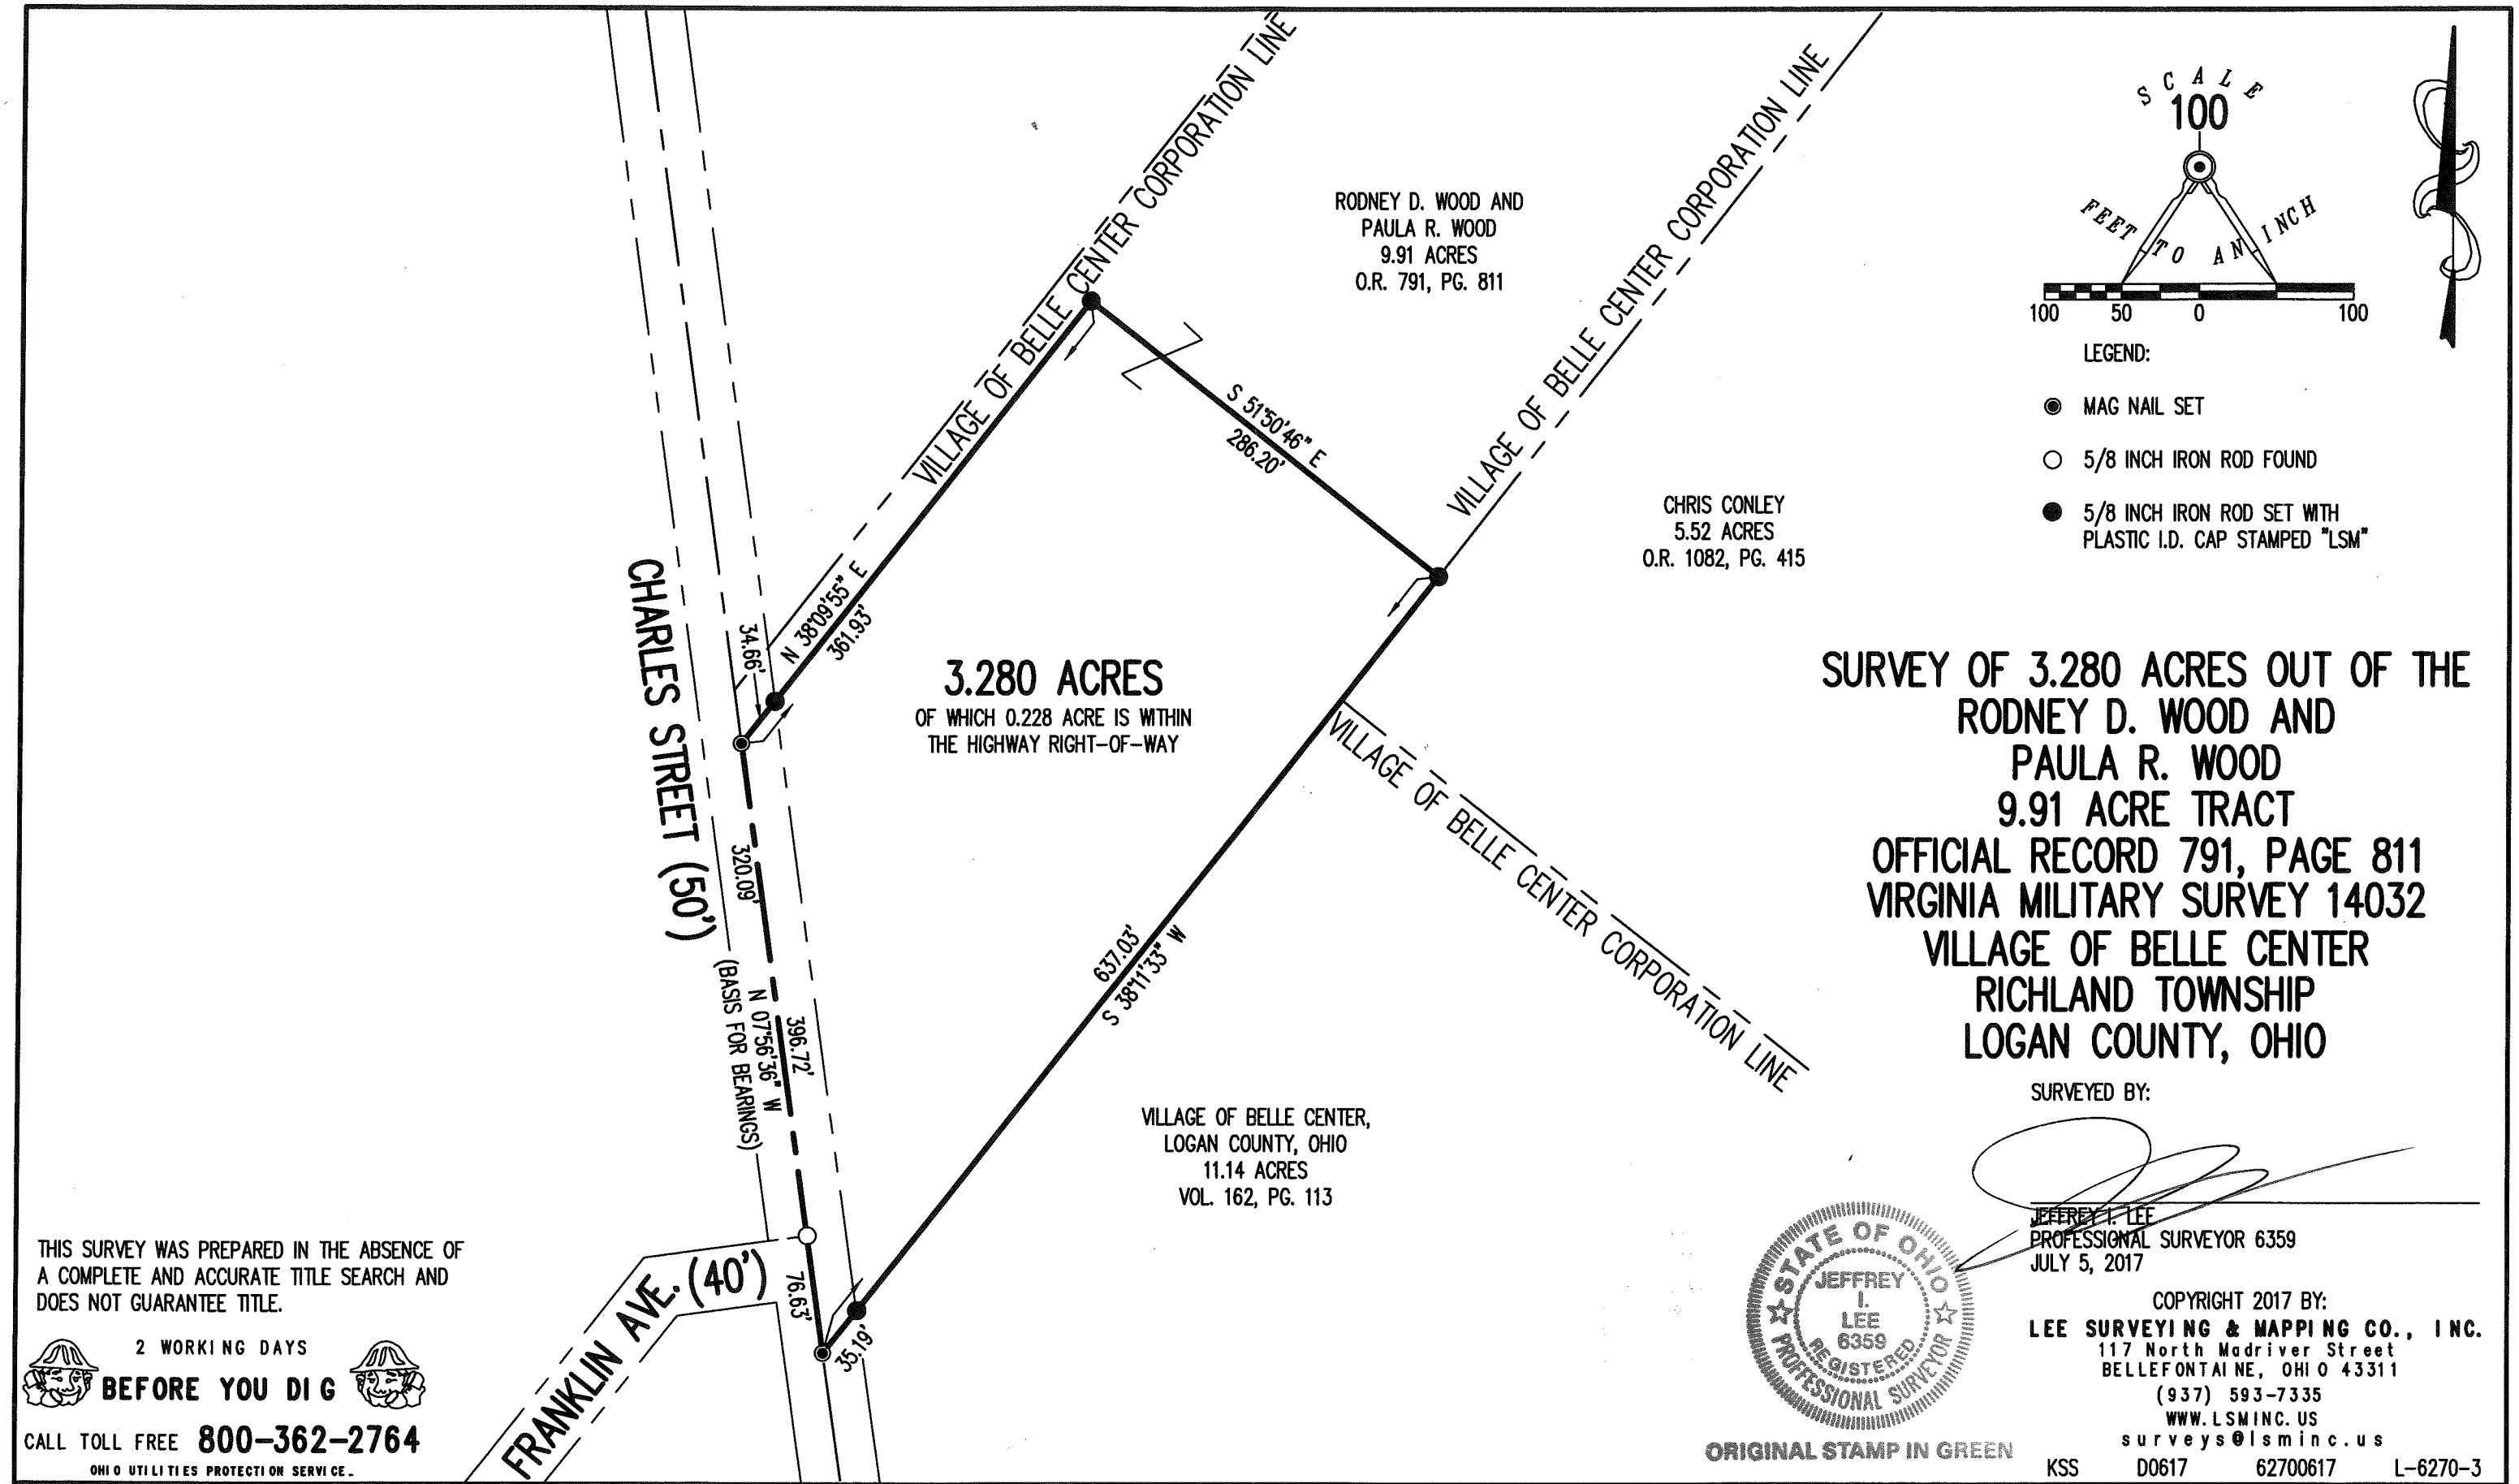 VILLAGE OF BELLE CENTER CORPORATION LINE
VILLAGE OF BELLE CENTER CORPORATION LINE
RODNEY D. WOOD AND
PAULA R. WOOD
9.91 ACRES
O.R. 791, PG. 811
SCALE
100
FEET TO AN INCH
100 50 0 100
LEGEND:
MAG NAIL SET
5/8 INCH IRON ROD FOUND
5/8 INCH IRON ROD SET WITH
PLASTIC I.D. CAP STAMPED "LSM"
S 51°50'46" E
286.20'
CHRIS CONLEY
5.52 ACRES
O.R. 1082, PG. 415
CHARLES STREET (50')
34.66'
N 38°09'55" E
361.93'
3.280 ACRES
OF WHICH 0.228 ACRE IS WITHIN
THE HIGHWAY RIGHT-OF-WAY
VILLAGE OF BELLE CENTER CORPORATION LINE
320.09'
396.72'
N 07°56'36" W
(BASIS FOR BEARINGS)
637.03'
S 38°11'33" W
SURVEY OF 3.280 ACRES OUT OF THE
RODNEY D. WOOD AND
PAULA R. WOOD
9.91 ACRE TRACT
OFFICIAL RECORD 791, PAGE 811
VIRGINIA MILITARY SURVEY 14032
VILLAGE OF BELLE CENTER
RICHLAND TOWNSHIP
LOGAN COUNTY, OHIO
VILLAGE OF BELLE CENTER,
LOGAN COUNTY, OHIO
11.14 ACRES
VOL. 162, PG. 113
76.63'
35.19'
FRANKLIN AVE. (40')
THIS SURVEY WAS PREPARED IN THE ABSENCE OF
A COMPLETE AND ACCURATE TITLE SEARCH AND
DOES NOT GUARANTEE TITLE.
2 WORKING DAYS
BEFORE YOU DIG
CALL TOLL FREE 800-362-2764
OHIO UTILITIES PROTECTION SERVICE.
SURVEYED BY:
JEFFREY I. LEE
PROFESSIONAL SURVEYOR 6359
JULY 5, 2017
STATE OF OHIO
JEFFREY
I.
LEE
6359
REGISTERED
PROFESSIONAL SURVEYOR
ORIGINAL STAMP IN GREEN
COPYRIGHT 2017 BY:
LEE SURVEYING & MAPPING CO., INC.
117 North Madriver Street
BELLEFONTAINE, OHIO 43311
(937) 593-7335
WWW.LSMINC.US
surveys@lsminc.us
KSS D0617 62700617 L-6270-3